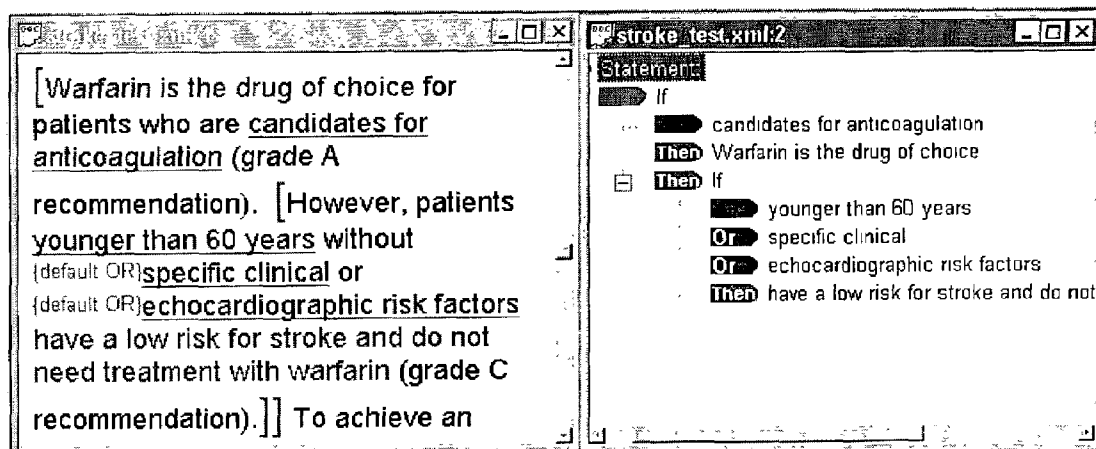 [Warfarin is the drug of choice for
patients who are candidates for
anticoagulation (grade A
recommendation). [However, patients
younger than 60 years without
{default OR}specific clinical or
{default OR}echocardiographic risk factors
have a low risk for stroke and do not
need treatment with warfarin (grade C
recommendation).]] To achieve an
stroke_test.xml:2
Statement
If
candidates for anticoagulation
Then Warfarin is the drug of choice
Then If
younger than 60 years
Or specific clinical
Or echocardiographic risk factors
Then have a low risk for stroke and do not